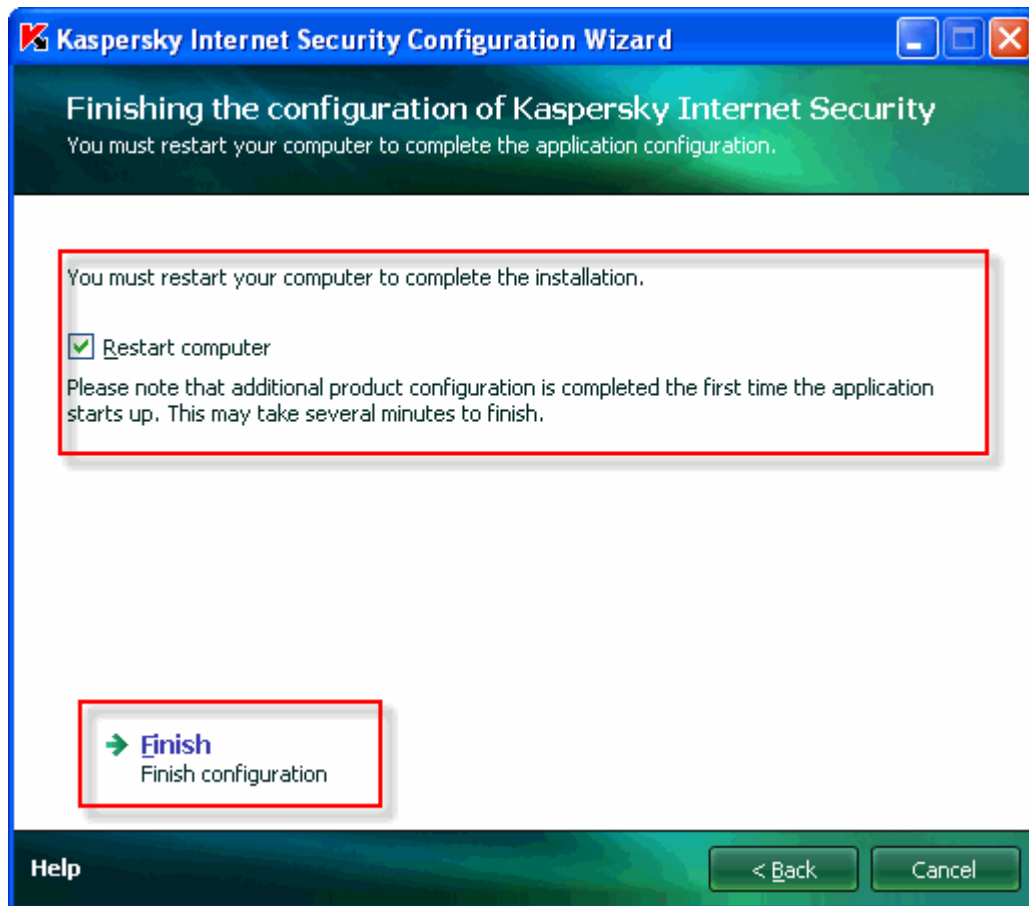 Kaspersky Internet Security Configuration Wizard
Finishing the configuration of Kaspersky Internet Security
You must restart your computer to complete the application configuration.
You must restart your computer to complete the installation.
Restart computer
Please note that additional product configuration is completed the first time the application
starts up. This may take several minutes to finish.
Finish
Finish configuration
Help
< Back
Cancel